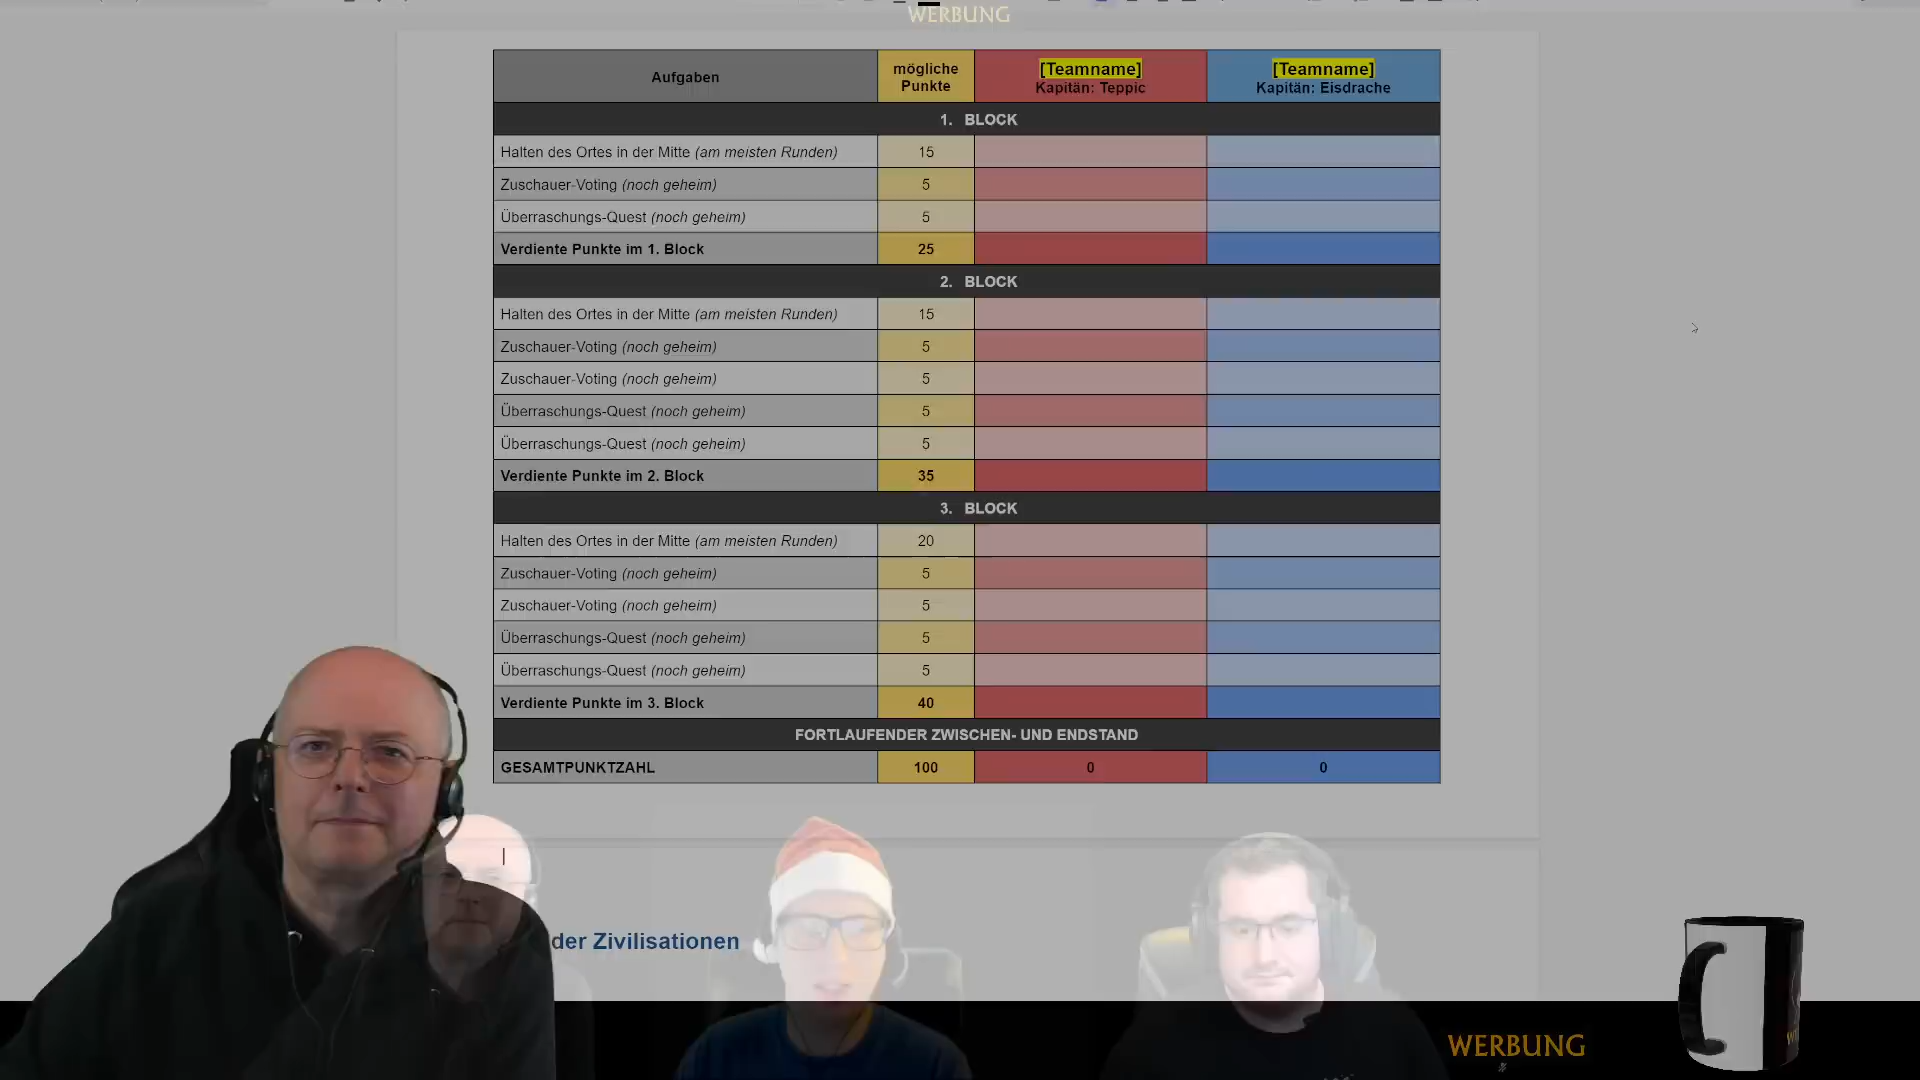 WERBUNG
Aufgaben
mögliche Punkte
[Teamname]
Kapitän: Teppic
[Teamname]
Kapitän: Eisdrache
1. BLOCK
Halten des Ortes in der Mitte (am meisten Runden) 15
Zuschauer-Voting (noch geheim) 5
Überraschungs-Quest (noch geheim) 5
Verdiente Punkte im 1. Block 25
2. BLOCK
Halten des Ortes in der Mitte (am meisten Runden) 15
Zuschauer-Voting (noch geheim) 5
Zuschauer-Voting (noch geheim) 5
Überraschungs-Quest (noch geheim) 5
Überraschungs-Quest (noch geheim) 5
Verdiente Punkte im 2. Block 35
3. BLOCK
Halten des Ortes in der Mitte (am meisten Runden) 20
Zuschauer-Voting (noch geheim) 5
Zuschauer-Voting (noch geheim) 5
Überraschungs-Quest (noch geheim) 5
Überraschungs-Quest (noch geheim) 5
Verdiente Punkte im 3. Block 40
FORTLAUFENDER ZWISCHEN- UND ENDSTAND
GESAMTPUNKTZAHL 100 0 0
der Zivilisationen
WERBUNG